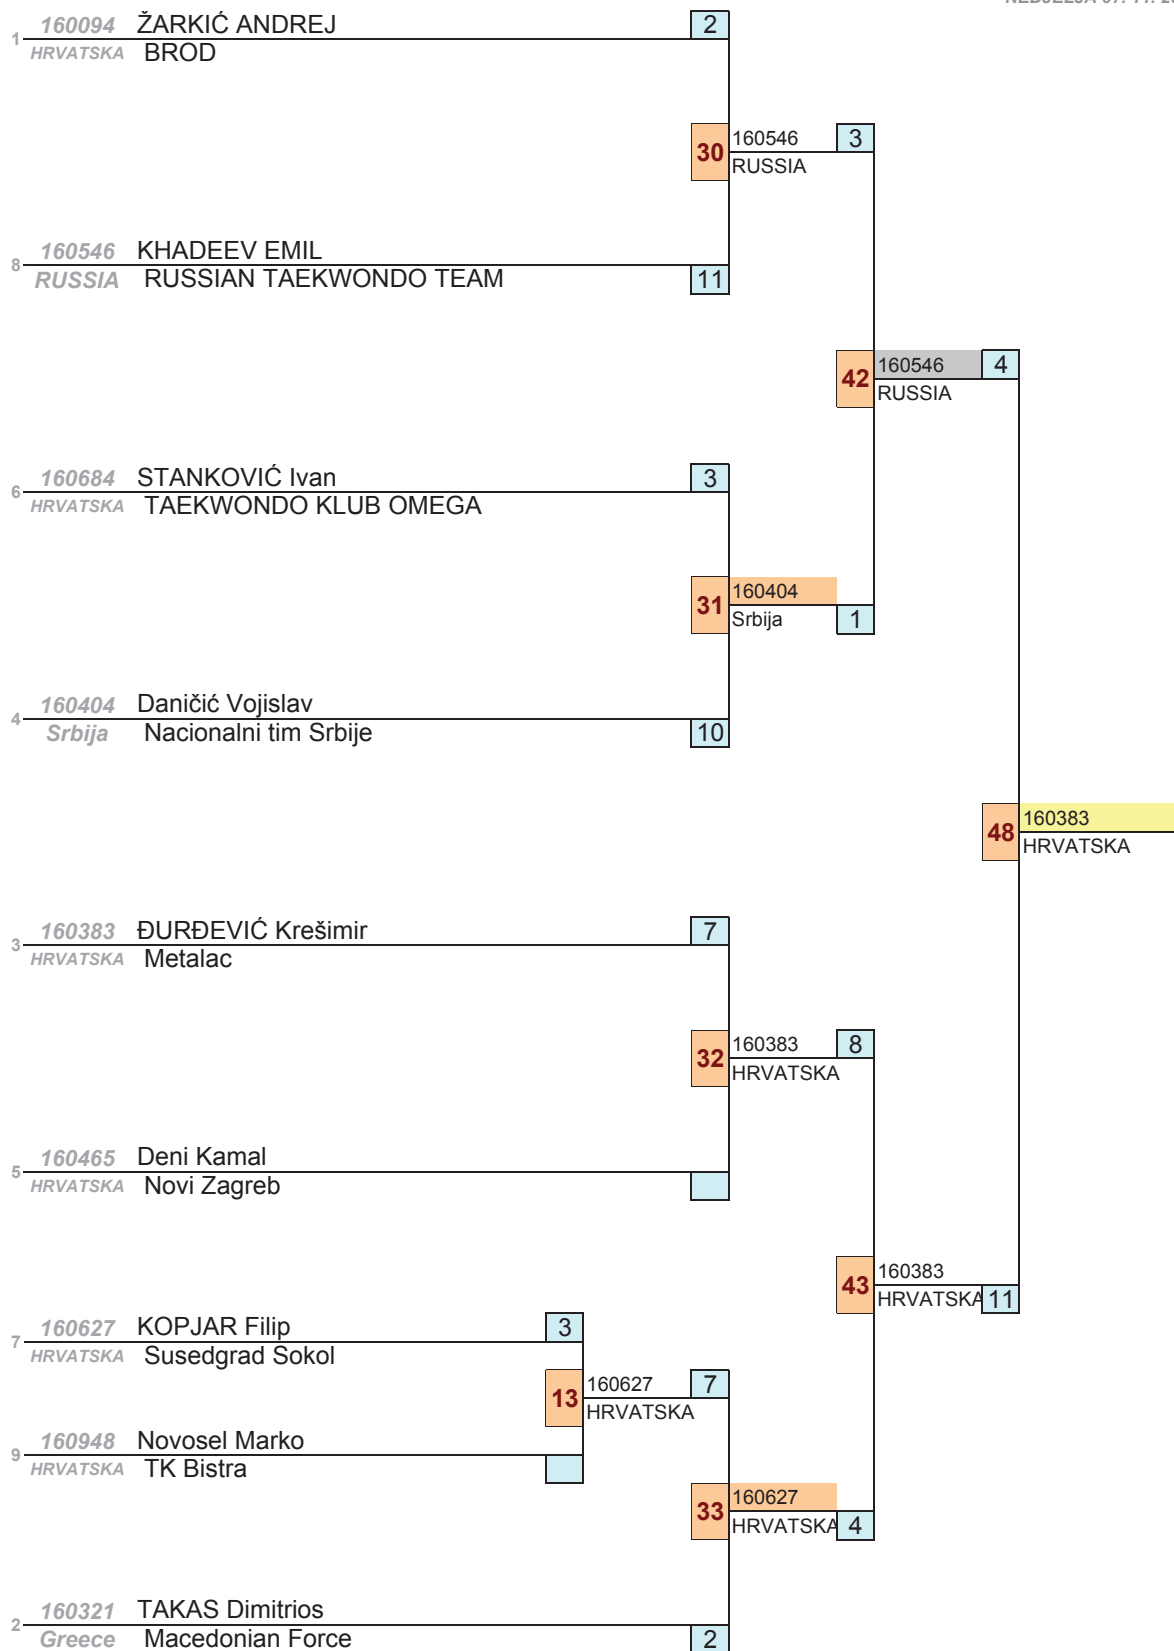 1 160094 ŽARKIĆ ANDREJ 2
HRVATSKA BROD
30 160546 3
RUSSIA
8 160546 KHADEEV EMIL
RUSSIA RUSSIAN TAEKWONDO TEAM 11
42 160546 4
RUSSIA
6 160684 STANKOVIĆ Ivan 3
HRVATSKA TAEKWONDO KLUB OMEGA
31 160404
Srbija 1
4 160404 Daničić Vojislav
Srbija Nacionalni tim Srbije 10
48 160383
HRVATSKA
3 160383 ĐURĐEVIĆ Krešimir 7
HRVATSKA Metalac
32 160383 8
HRVATSKA
5 160465 Deni Kamal
HRVATSKA Novi Zagreb
43 160383
HRVATSKA 11
7 160627 KOPJAR Filip 3
HRVATSKA Susedgrad Sokol
13 160627 7
HRVATSKA
9 160948 Novosel Marko
HRVATSKA TK Bistra
33 160627
HRVATSKA 4
2 160321 TAKAS Dimitrios
Greece Macedonian Force 2